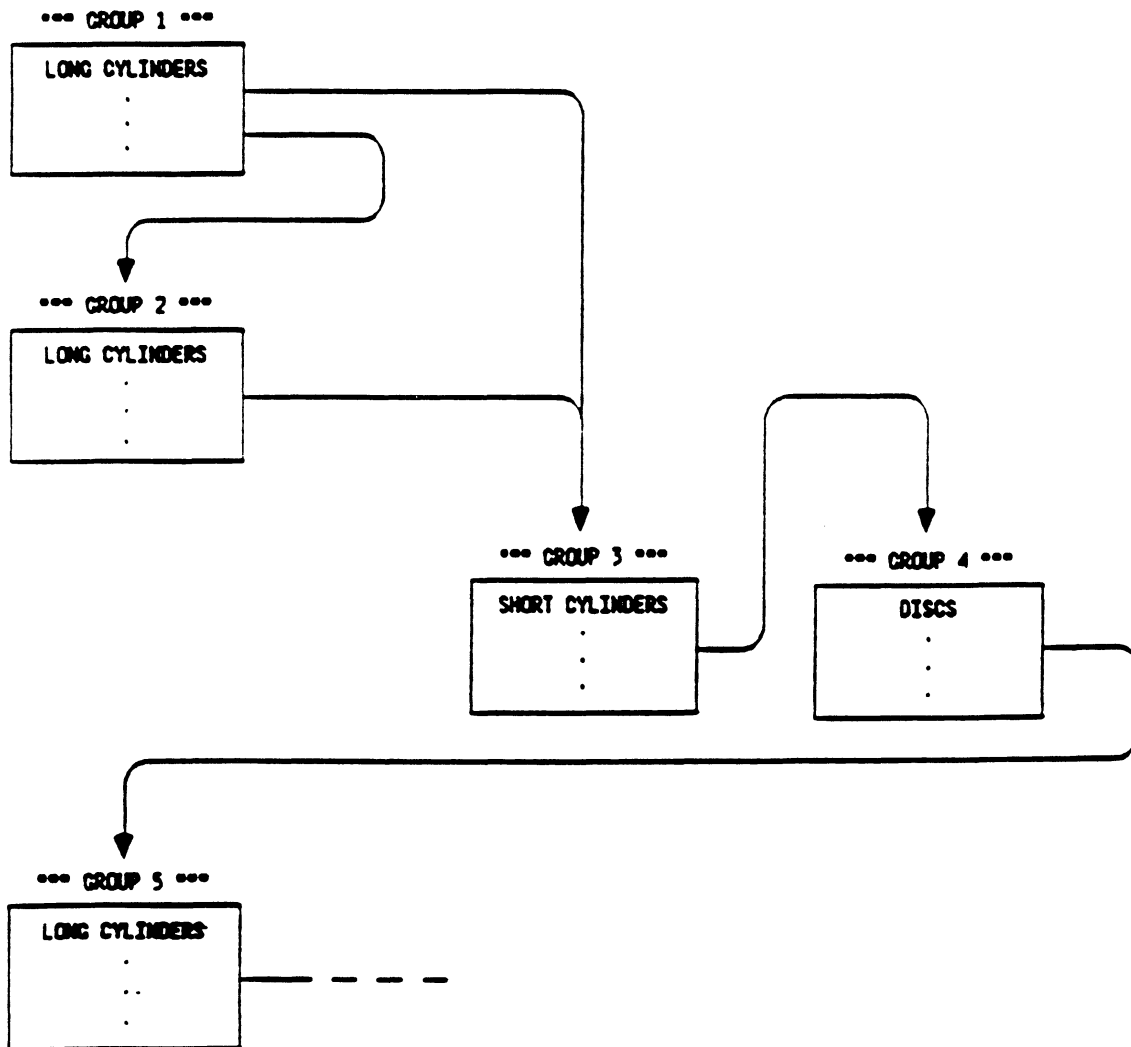 *** GROUP 1 ***
LONG CYLINDERS
.
.
.
*** GROUP 2 ***
LONG CYLINDERS
.
.
.
*** GROUP 3 ***
SHORT CYLINDERS
.
.
.
*** GROUP 4 ***
DISCS
.
.
.
*** GROUP 5 ***
LONG CYLINDERS
.
.
.